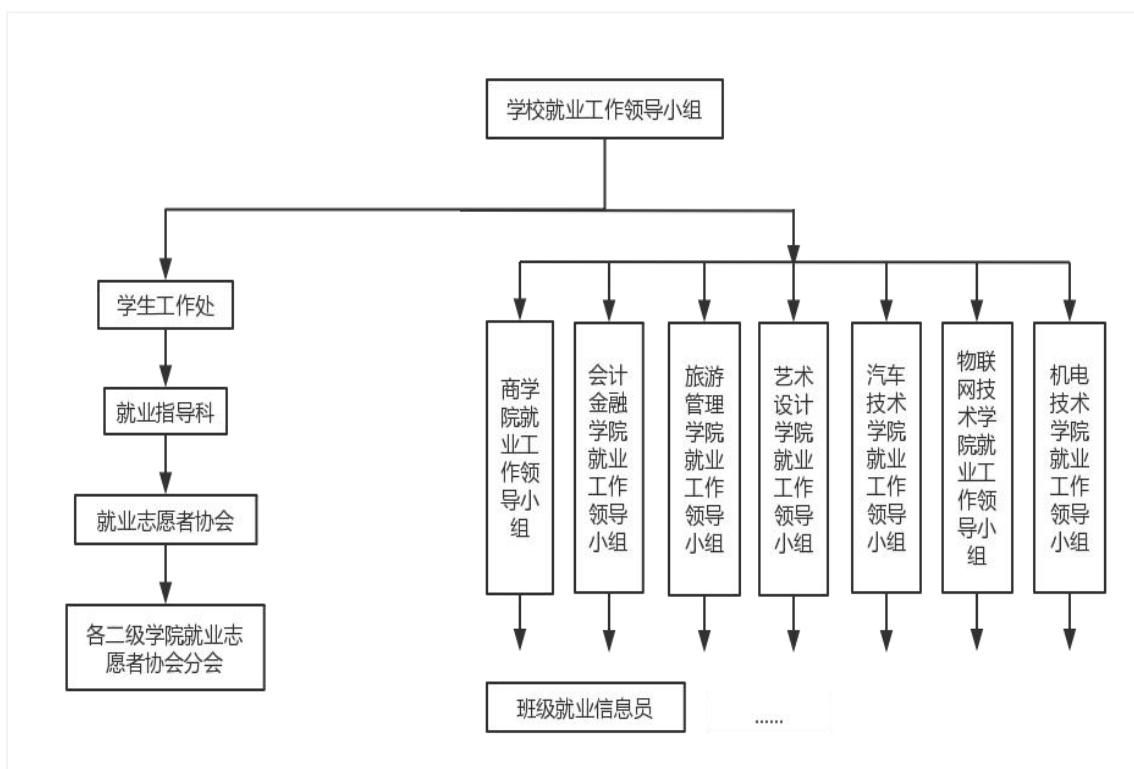 学校就业工作领导小组
学生工作处
就业指导科
就业志愿者协会
各二级学院就业志
愿者协会分会
商学
院就
业工
作领
导小
组
会计
金融
学院
就业
工作
领导
小组
旅游
管理
学院
就业
工作
领导
小组
艺术
设计
学院
就业
工作
领导
小组
汽车
技术
学院
就业
工作
领导
小组
物联
网技
术学
院就
业工
作领
导小
组
机电
技术
学院
就业
工作
领导
小组
班级就业信息员
......